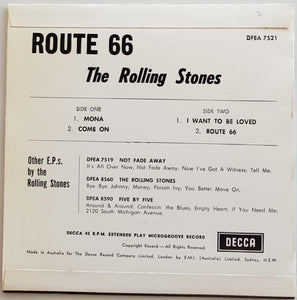 ROUTE 66
DFEA 7521
The Rolling Stones
SIDE ONE
1. MONA
2. COME ON
SIDE TWO
1. I WANT TO BE LOVED
2. ROUTE 66
Other E.P.s
by the
Rolling Stones
DFEA 7519 NOT FADE AWAY
It's All Over Now; Not Fade Away; Now I've Got A Witness; Tell Me.
DFEA 8560 THE ROLLING STONES
Bye Bye Johnny; Money; Poison Ivy; You Better Move On.
DFEA 8590 FIVE BY FIVE
Around & Around; Confessin' the Blues; Empty Heart; If You Need Me;
2120 South Michigan Avenue.
DECCA 45 R.P.M. EXTENDED PLAY MICROGROOVE RECORD
Copyright Record — All Rights Reserved
Made in Australia for The Decca Record Company Limited, London by E.M.I. (Australia) Limited, Sydney, N.S.W.
DECCA